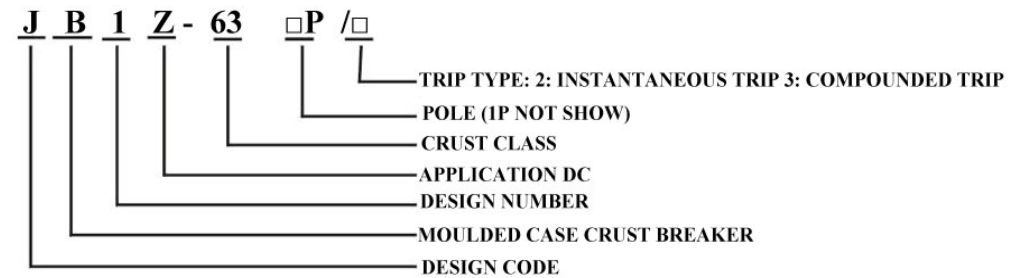 J B 1 Z - 63 □P /□
TRIP TYPE: 2: INSTANTANEOUS TRIP 3: COMPOUNDED TRIP
POLE (1P NOT SHOW)
CRUST CLASS
APPLICATION DC
DESIGN NUMBER
MOULDED CASE CRUST BREAKER
DESIGN CODE